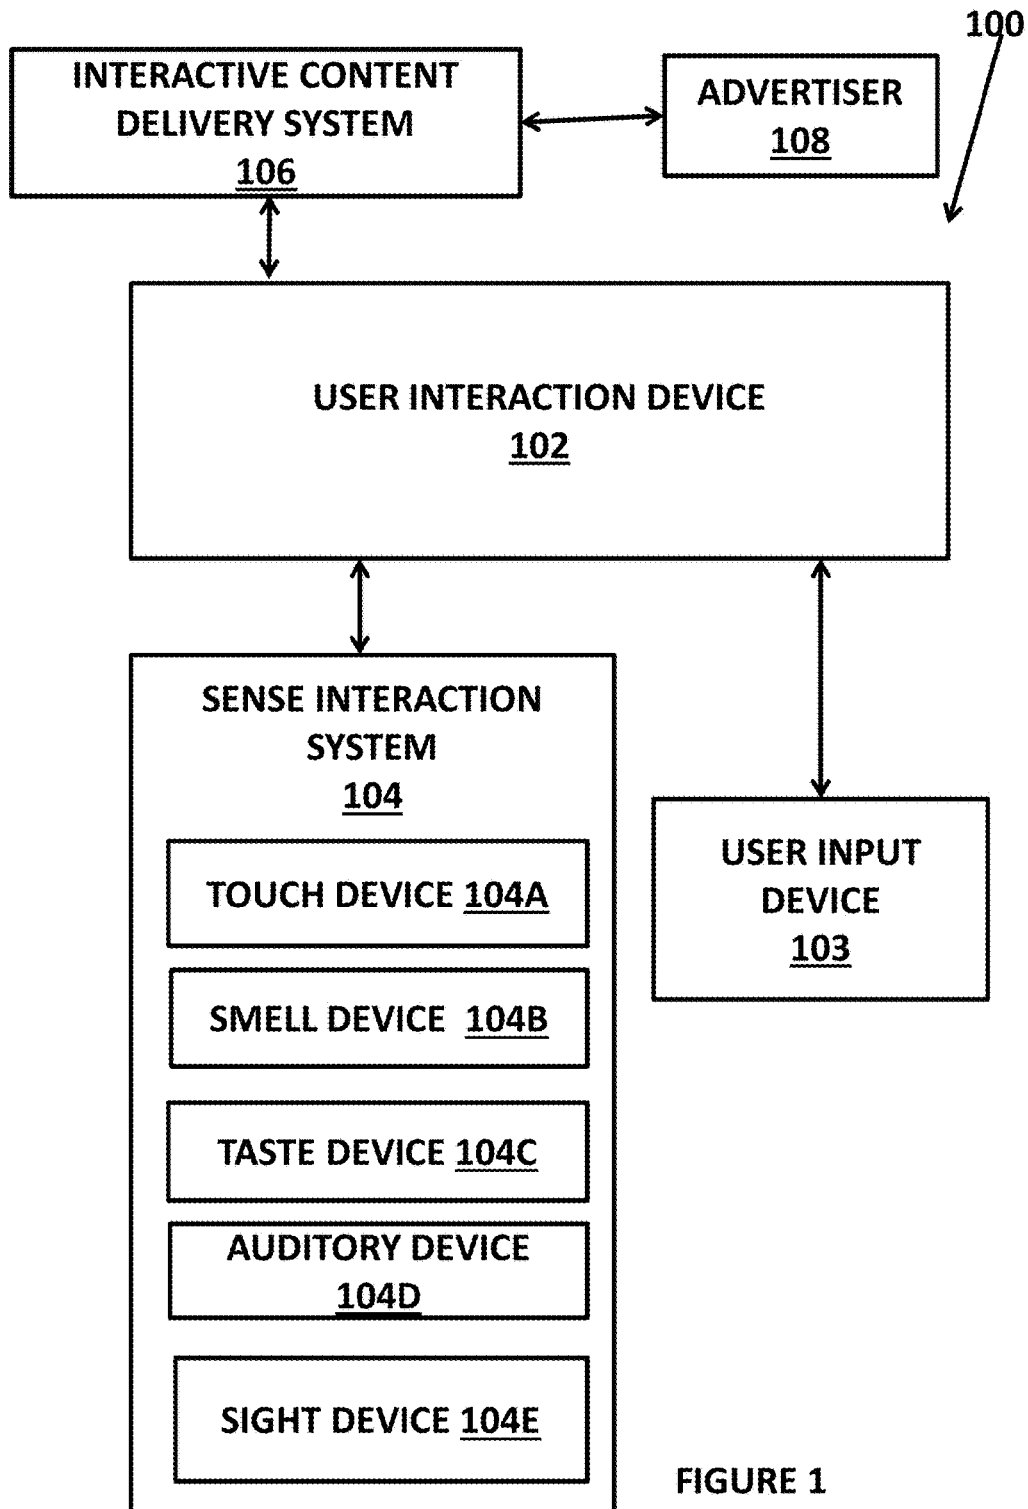 100
INTERACTIVE CONTENT
DELIVERY SYSTEM
106
ADVERTISER
108
USER INTERACTION DEVICE
102
SENSE INTERACTION
SYSTEM
104
TOUCH DEVICE 104A
SMELL DEVICE 104B
TASTE DEVICE 104C
AUDITORY DEVICE
104D
SIGHT DEVICE 104E
USER INPUT
DEVICE
103
FIGURE 1